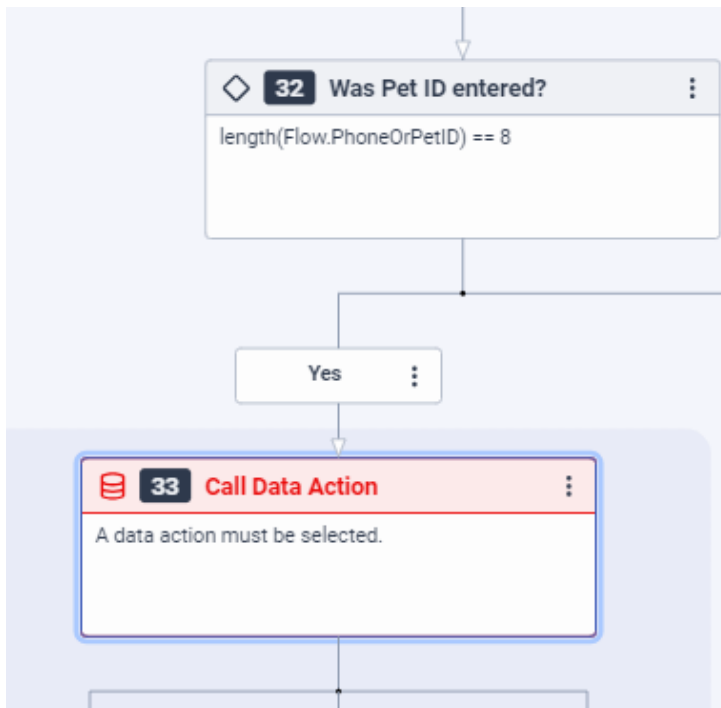 32 Was Pet ID entered?
length(Flow.PhoneOrPetID) == 8
Yes
33 Call Data Action
A data action must be selected.